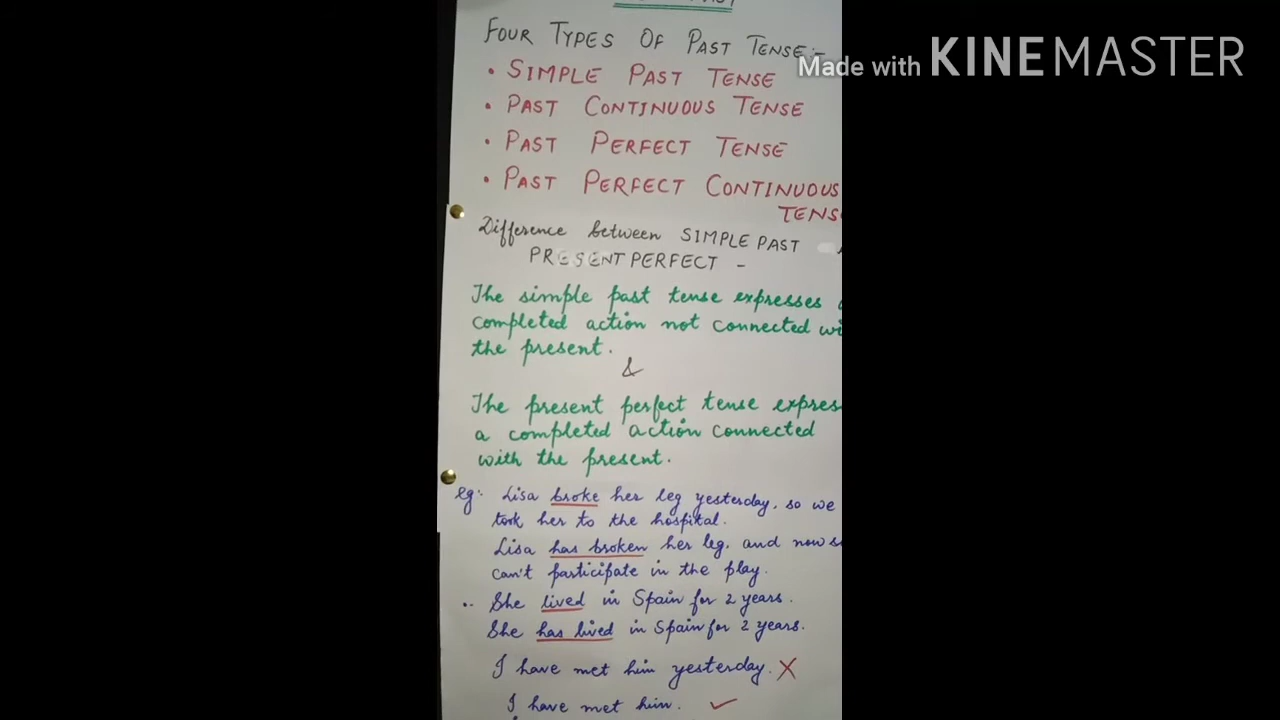 FOUR TYPES OF PAST TENSE:-
Made with KINEMASTER
• SIMPLE PAST TENSE
• PAST CONTINUOUS TENSE
• PAST PERFECT TENSE
• PAST PERFECT CONTINUOUS
TENS
Difference between SIMPLE PAST
PRESENT PERFECT -
The simple past tense expresses
completed action not connected wi
the present.
&
The present perfect tense expres
a completed action connected
with the present.
eg:- Lisa broke her leg yesterday, so we
took her to the hospital.
Lisa has broken her leg, and now s
can't participate in the play.
•• She lived in Spain for 2 years.
She has lived in Spain for 2 years.
I have met him yesterday. X
I have met him. ✓